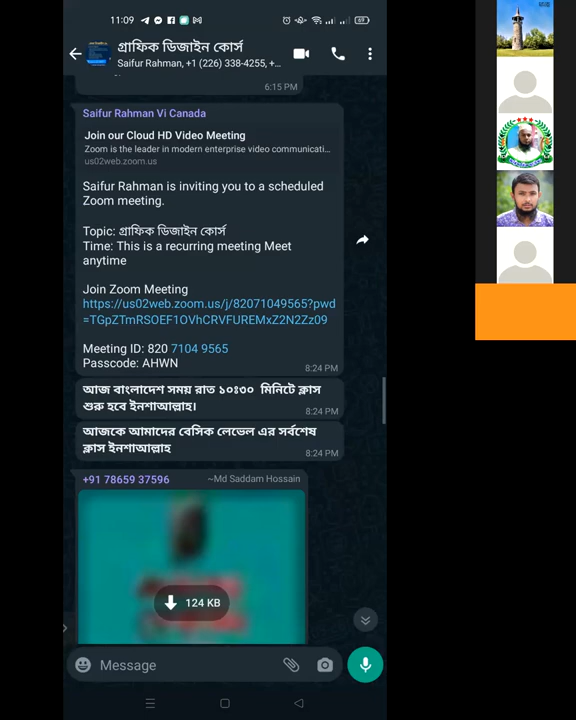 11:09
69
গ্রাফিক ডিজাইন কোর্স
Saifur Rahman, +1 (226) 338-4255, +...
6:15 PM
Saifur Rahman Vi Canada
Join our Cloud HD Video Meeting
Zoom is the leader in modern enterprise video communicati...
us02web.zoom.us
Saifur Rahman is inviting you to a scheduled
Zoom meeting.
Topic: গ্রাফিক ডিজাইন কোর্স
Time: This is a recurring meeting Meet
anytime
Join Zoom Meeting
https://us02web.zoom.us/j/82071049565?pwd
=TGpZTmRSOEF1OVhCRVFUREMxZ2N2Zz09
Meeting ID: 820 7104 9565
Passcode: AHWN
8:24 PM
আজ বাংলাদেশ সময় রাত ১০:৩০ মিনিটে ক্লাস
শুরু হবে ইনশাআল্লাহ।
8:24 PM
আজকে আমাদের বেসিক লেভেল এর সর্বশেষ
ক্লাস ইনশাআল্লাহ
8:24 PM
+91 78659 37596
~Md Saddam Hossain
124 KB
Message